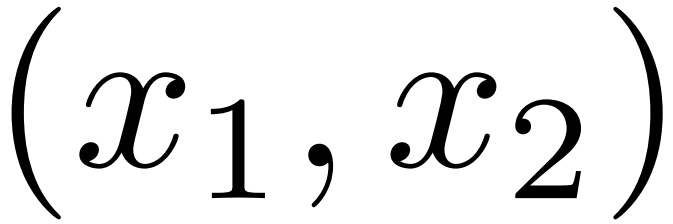 (x₁, x₂)